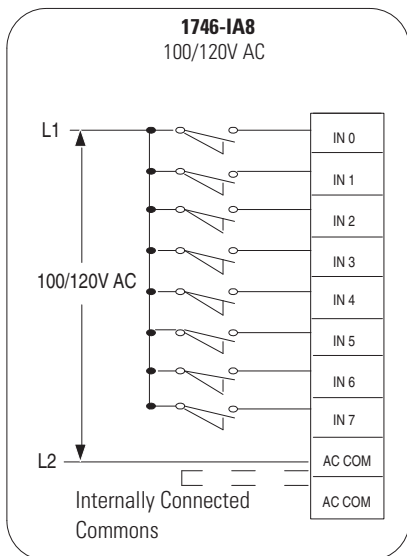 1746-IA8
100/120V AC
L1
IN 0
IN 1
IN 2
IN 3
100/120V AC
IN 4
IN 5
IN 6
IN 7
L2
AC COM
AC COM
Internally Connected
Commons